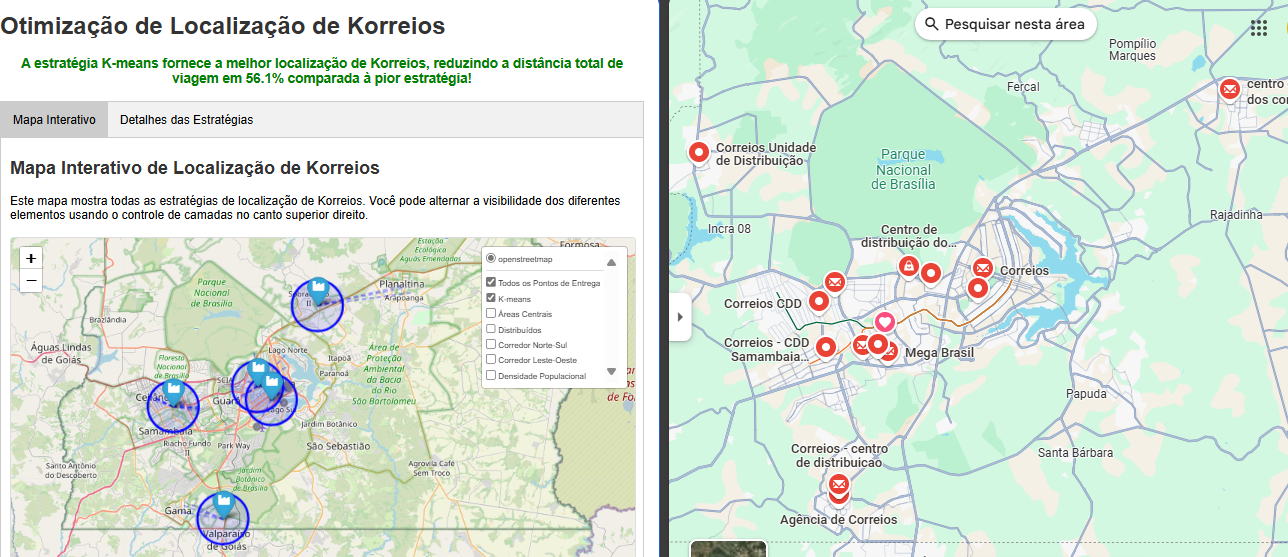 Otimização de Localização de Korreios
A estratégia K-means fornece a melhor localização de Korreios, reduzindo a distância total de
viagem em 56.1% comparada à pior estratégia!
Mapa Interativo
Detalhes das Estratégias
Mapa Interativo de Localização de Korreios
Este mapa mostra todas as estratégias de localização de Korreios. Você pode alternar a visibilidade dos diferentes
elementos usando o controle de camadas no canto superior direito.
+
−
openstreetmap
Todos os Pontos de Entrega
K-means
Áreas Centrais
Distribuídos
Corredor Norte-Sul
Corredor Leste-Oeste
Densidade Populacional
Estação
Ecológica
Águas Emendadas
Formosa
Parque
Nacional
de Brasília
Planaltina
Arapoanga
Brazlândia
Águas Lindas
de Goiás
Floresta
Nacional
de Brasília
Lago Norte
Itapoã
Paranoá
Área de
Proteção
Ambiental
da Bacia
do Rio
São Bartolomeu
SCIA
Guará
Lago Sul
Samambaia
Riacho Fundo
II
Park Way
Jardim Botânico
São Sebastião
Santo Antônio
do Descoberto
Jardim
Botânico
de Brasília
Agrovila Café
Sem Troco
Gama
Valparaíso
de Goiás
Pesquisar nesta área
Pompílio
Marques
Fercal
centro
dos cor
Correios Unidade
de Distribuição
Parque
Nacional
de Brasília
Rajadinha
Incra 08
Centro de
distribuição do...
Correios
Correios CDD
Correios - CDD
Samambaia...
Mega Brasil
Papuda
Correios - centro
de distribuicao
Santa Bárbara
Agência de Correios